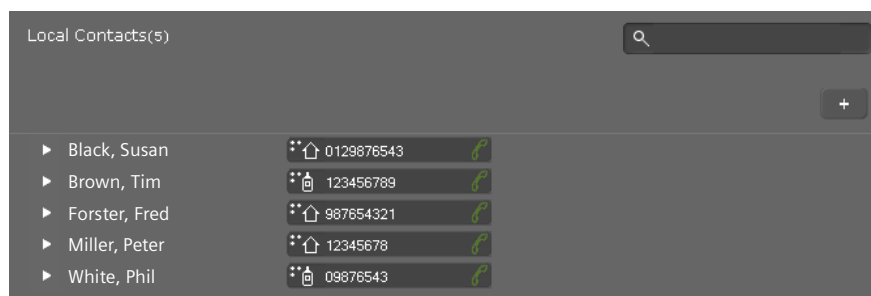 Local Contacts(5)
+
Black, Susan 0129876543
Brown, Tim 123456789
Forster, Fred 987654321
Miller, Peter 12345678
White, Phil 09876543